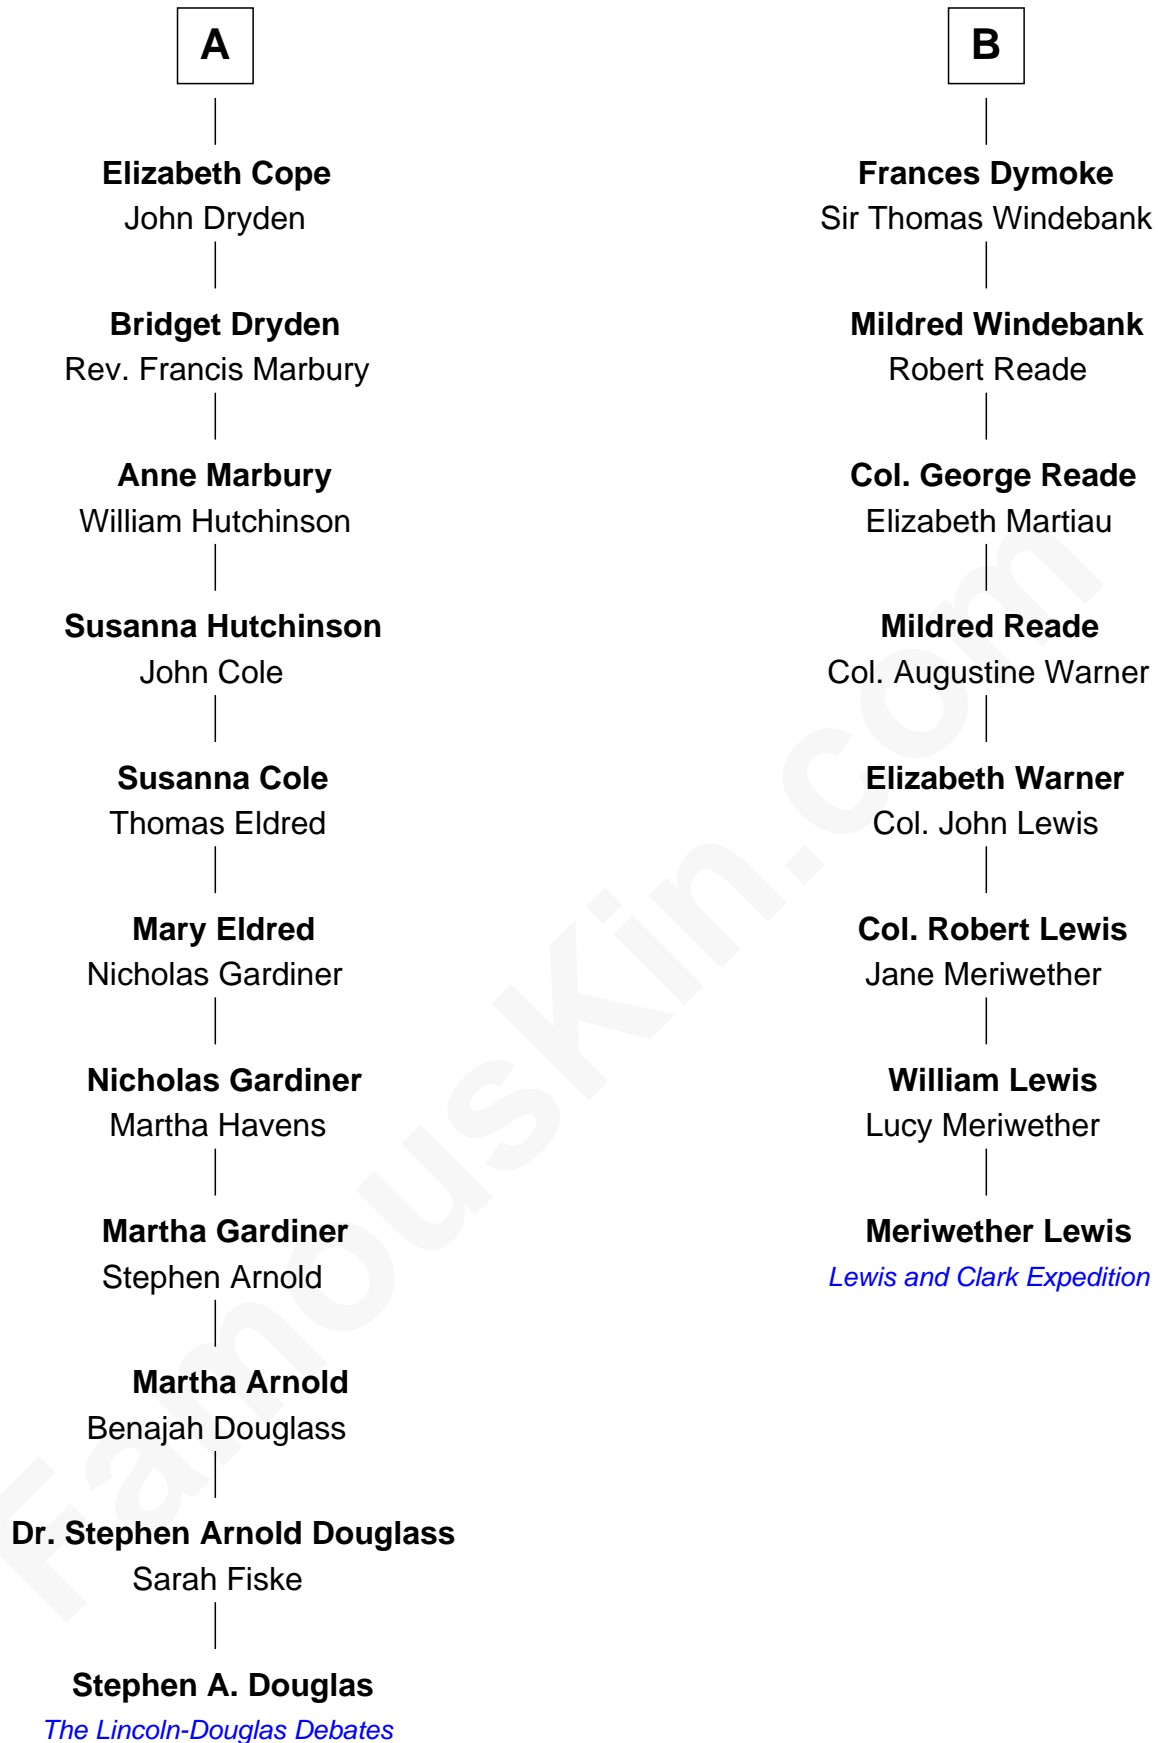 A
Elizabeth Cope
John Dryden
Bridget Dryden
Rev. Francis Marbury
Anne Marbury
William Hutchinson
Susanna Hutchinson
John Cole
Susanna Cole
Thomas Eldred
Mary Eldred
Nicholas Gardiner
Nicholas Gardiner
Martha Havens
Martha Gardiner
Stephen Arnold
Martha Arnold
Benajah Douglass
Dr. Stephen Arnold Douglass
Sarah Fiske
Stephen A. Douglas
The Lincoln-Douglas Debates
B
Frances Dymoke
Sir Thomas Windebank
Mildred Windebank
Robert Reade
Col. George Reade
Elizabeth Martiau
Mildred Reade
Col. Augustine Warner
Elizabeth Warner
Col. John Lewis
Col. Robert Lewis
Jane Meriwether
William Lewis
Lucy Meriwether
Meriwether Lewis
Lewis and Clark Expedition
FamousKin.com